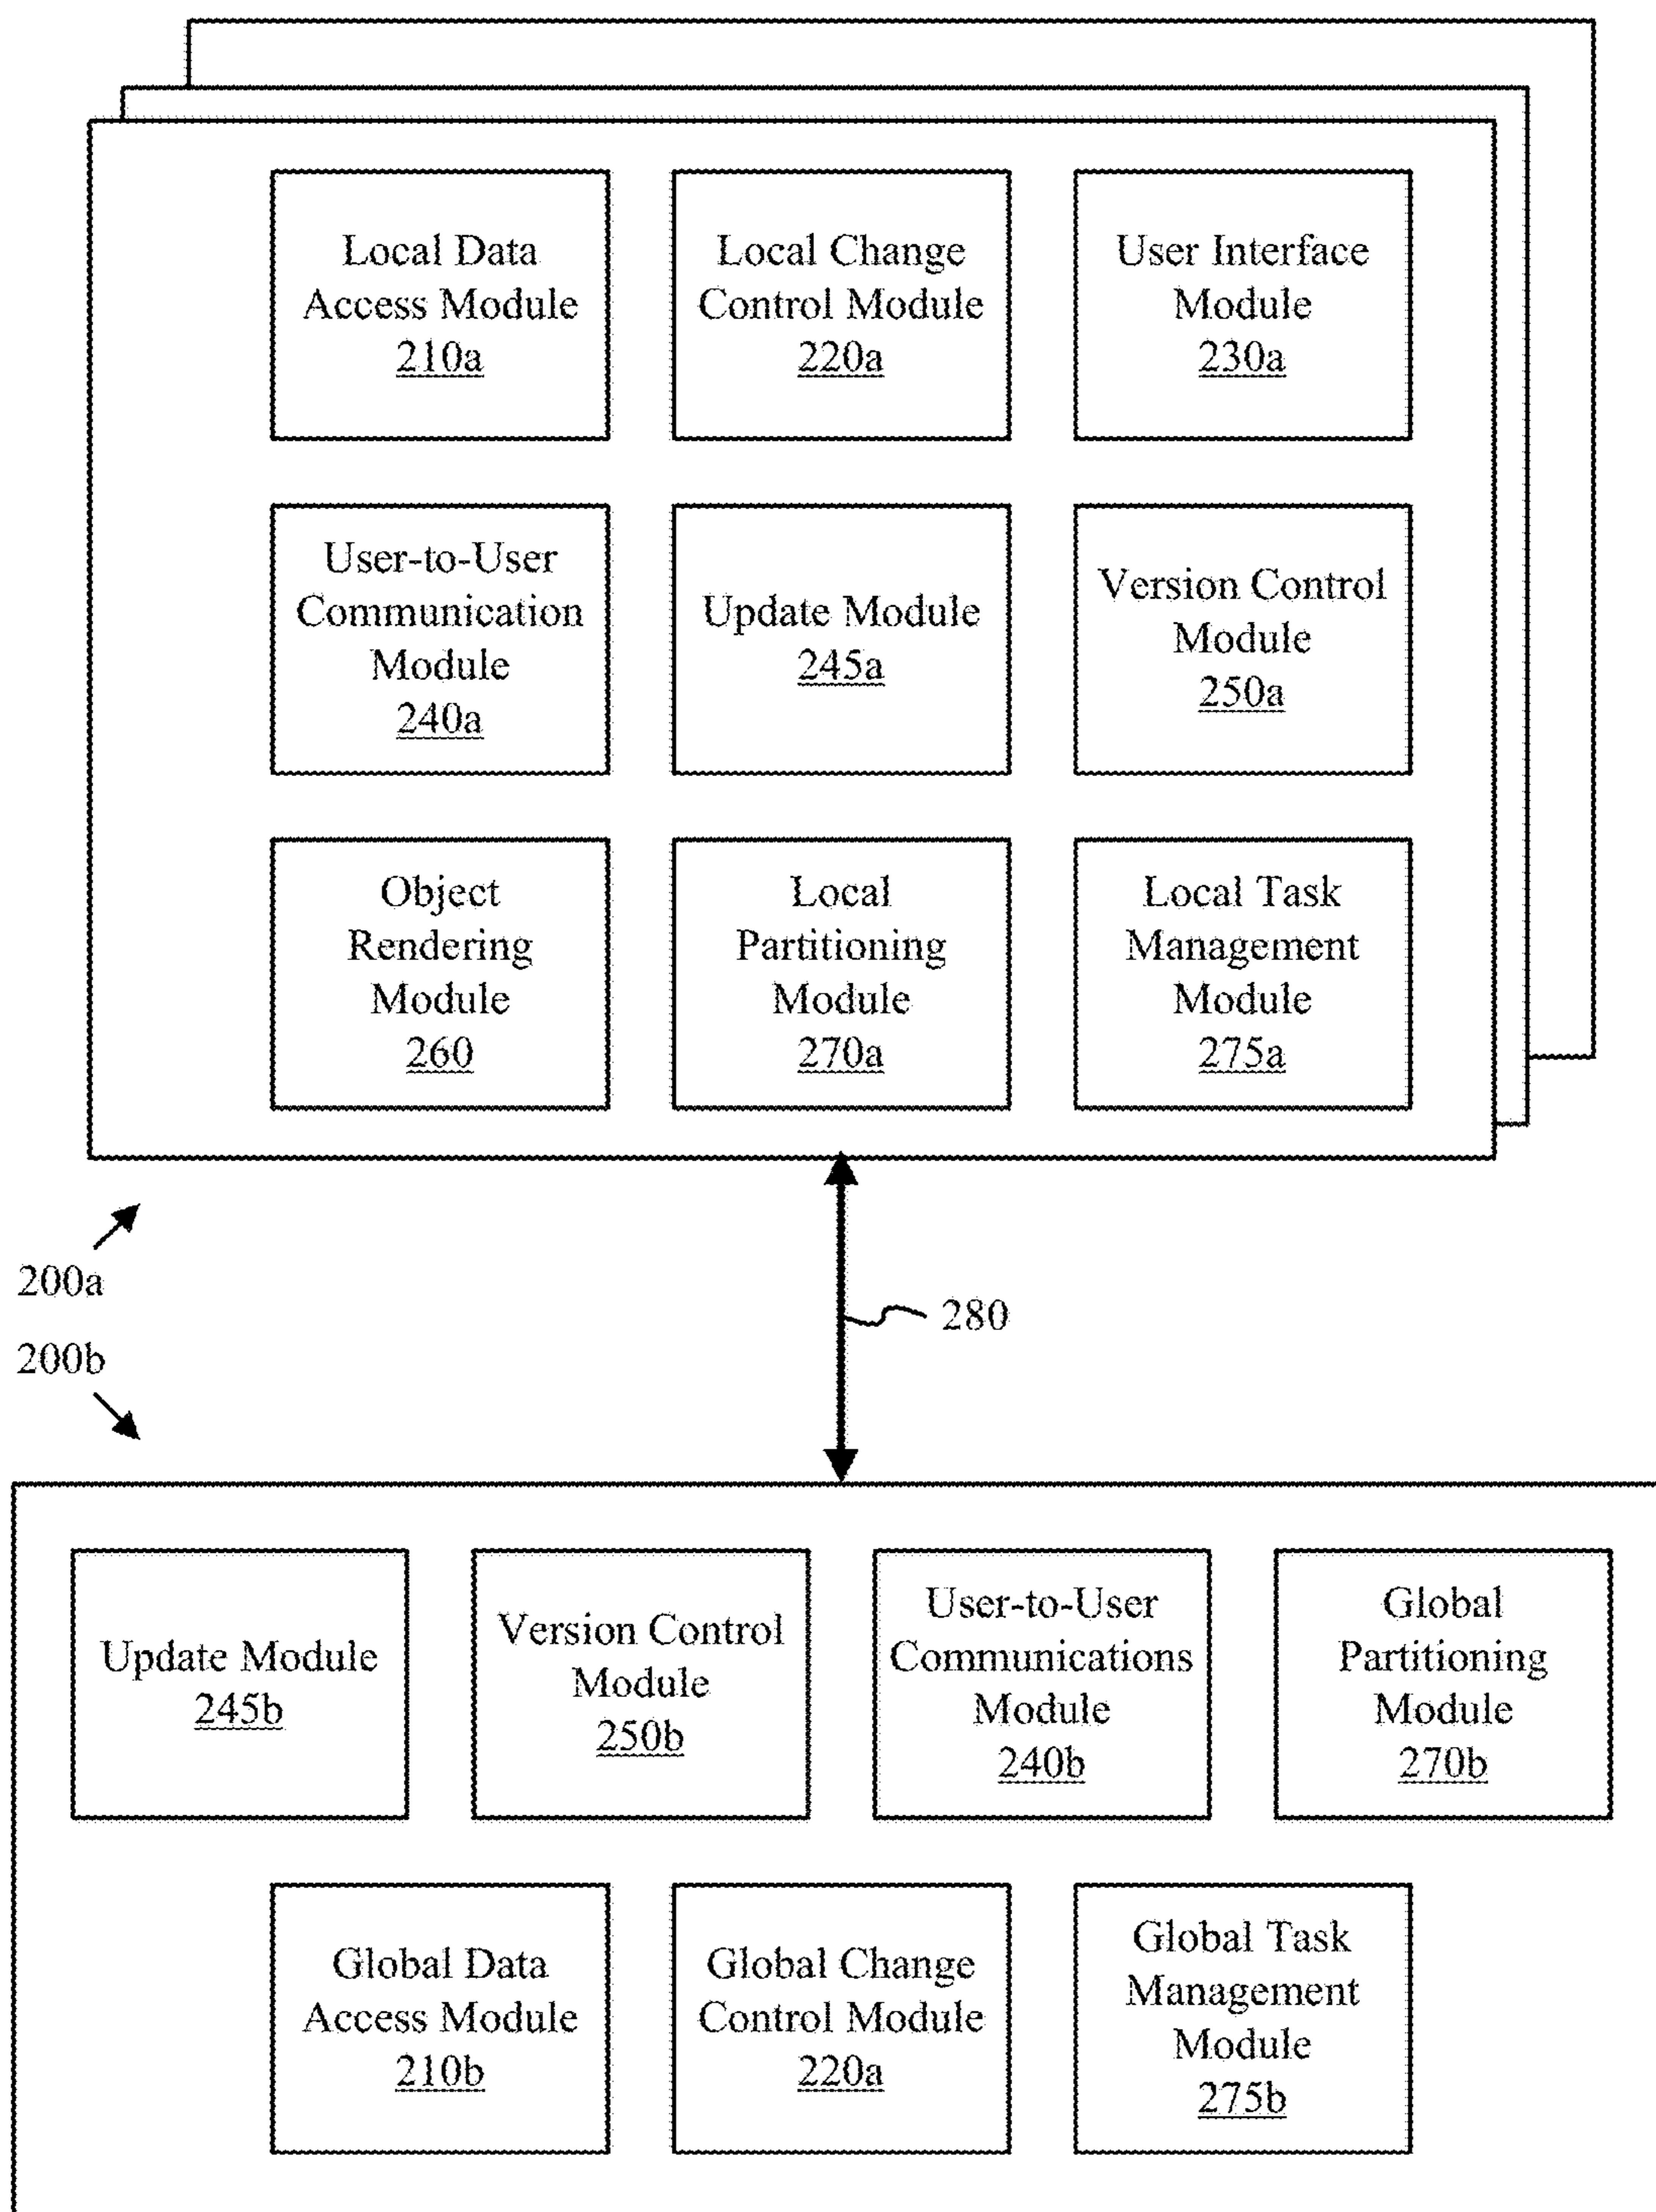 Local Data
Access Module
210a
Local Change
Control Module
220a
User Interface
Module
230a
User-to-User
Communication
Module
240a
Update Module
245a
Version Control
Module
250a
Object
Rendering
Module
260
Local
Partitioning
Module
270a
Local Task
Management
Module
275a
200a
280
200b
Update Module
245b
Version Control
Module
250b
User-to-User
Communications
Module
240b
Global
Partitioning
Module
270b
Global Data
Access Module
210b
Global Change
Control Module
220a
Global Task
Management
Module
275b